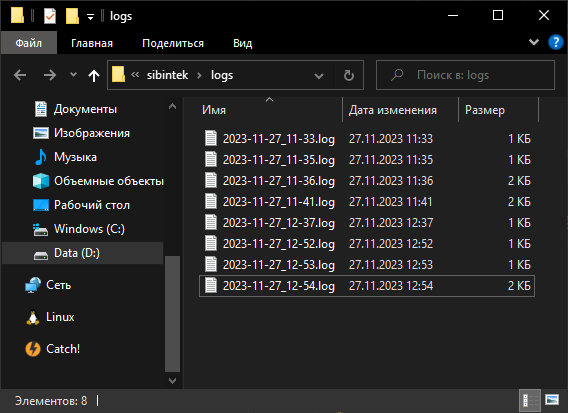 logs
Файл Главная Поделиться Вид
« sibintek › logs
Поиск в: logs
Документы
Изображения
Музыка
Объемные объекты
Рабочий стол
Windows (C:)
Data (D:)
Сеть
Linux
Catch!
Имя Дата изменения Размер
2023-11-27_11-33.log 27.11.2023 11:33 1 КБ
2023-11-27_11-35.log 27.11.2023 11:35 1 КБ
2023-11-27_11-36.log 27.11.2023 11:36 2 КБ
2023-11-27_11-41.log 27.11.2023 11:41 2 КБ
2023-11-27_12-37.log 27.11.2023 12:37 1 КБ
2023-11-27_12-52.log 27.11.2023 12:52 1 КБ
2023-11-27_12-53.log 27.11.2023 12:53 1 КБ
2023-11-27_12-54.log 27.11.2023 12:54 2 КБ
Элементов: 8